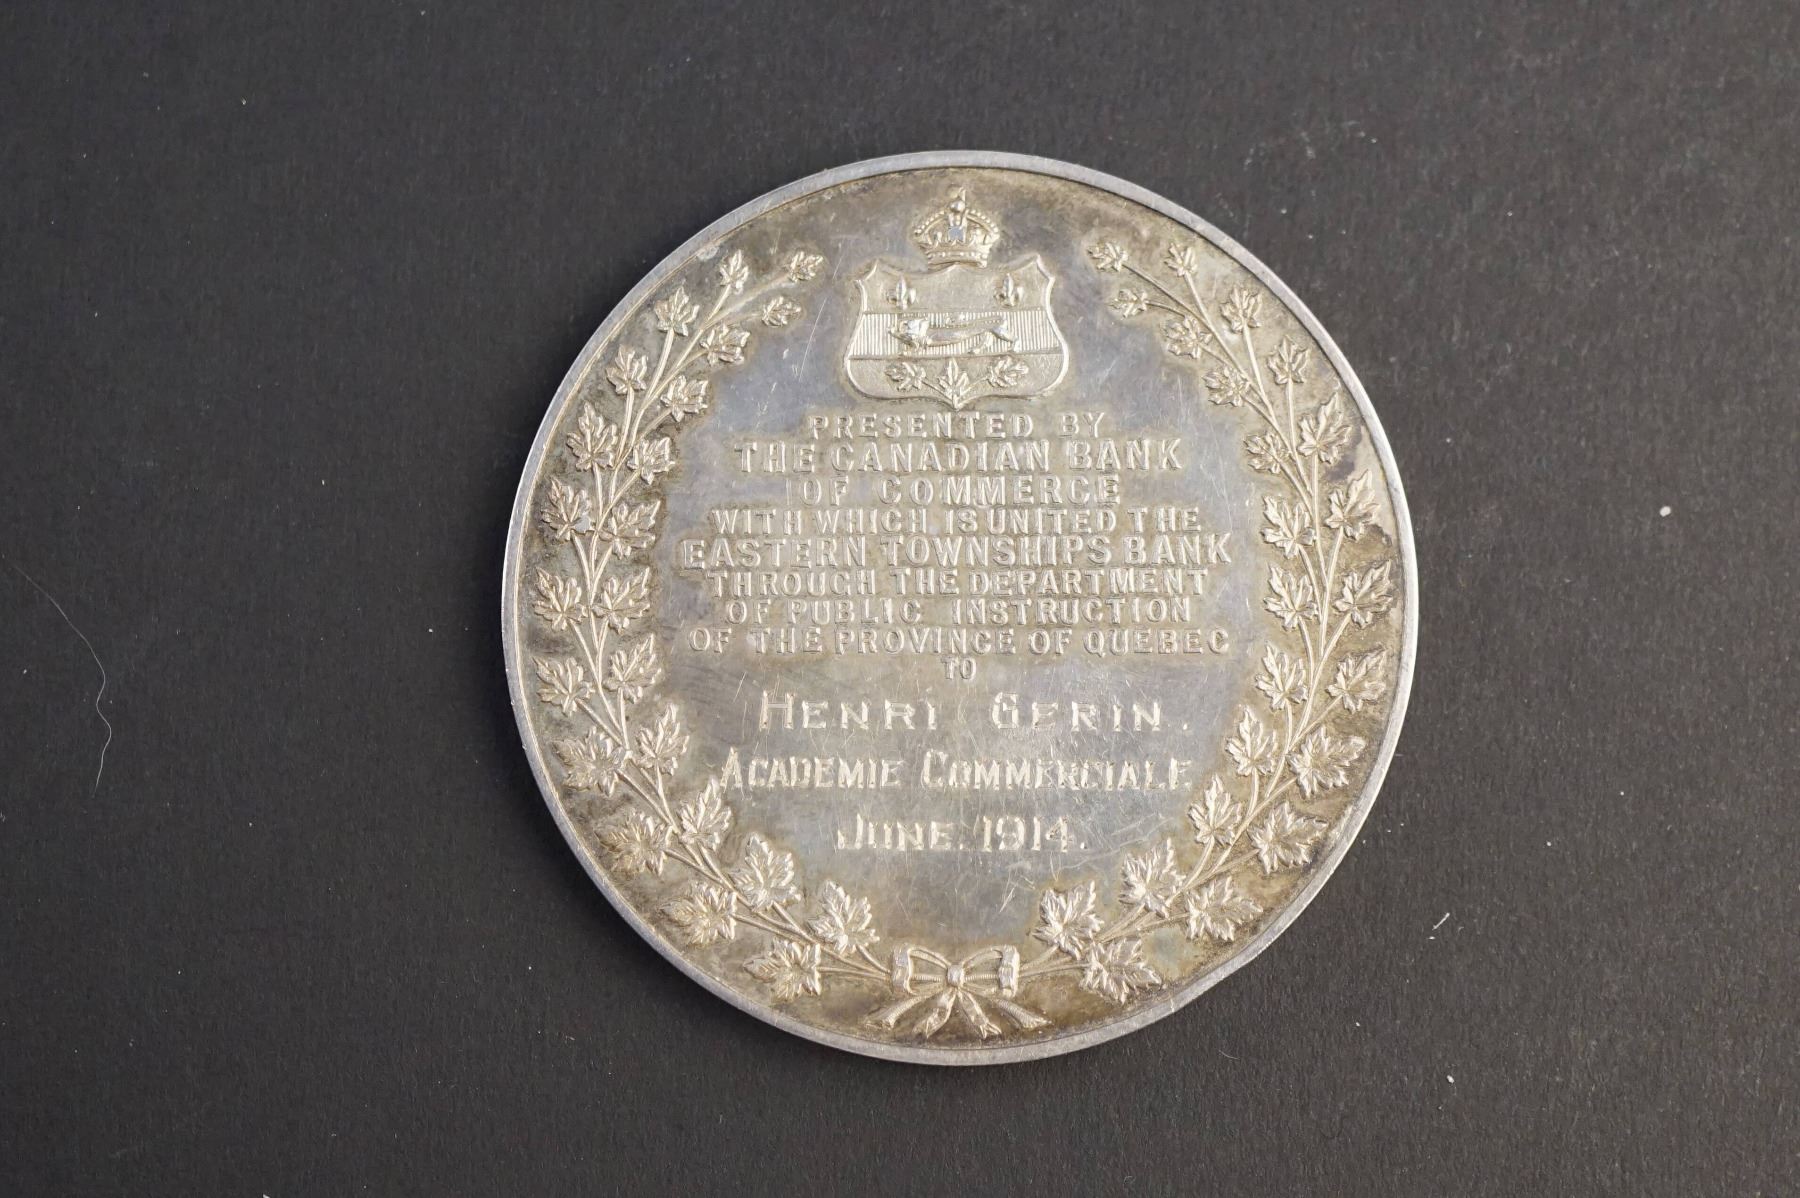 PRESENTED BY
THE CANADIAN BANK
OF COMMERCE
WITH WHICH IS UNITED THE
EASTERN TOWNSHIPS BANK
THROUGH THE DEPARTMENT
OF PUBLIC INSTRUCTION
OF THE PROVINCE OF QUEBEC
TO
HENRI GERIN.
ACADEMIE COMMERCIALE
JUNE. 1914.